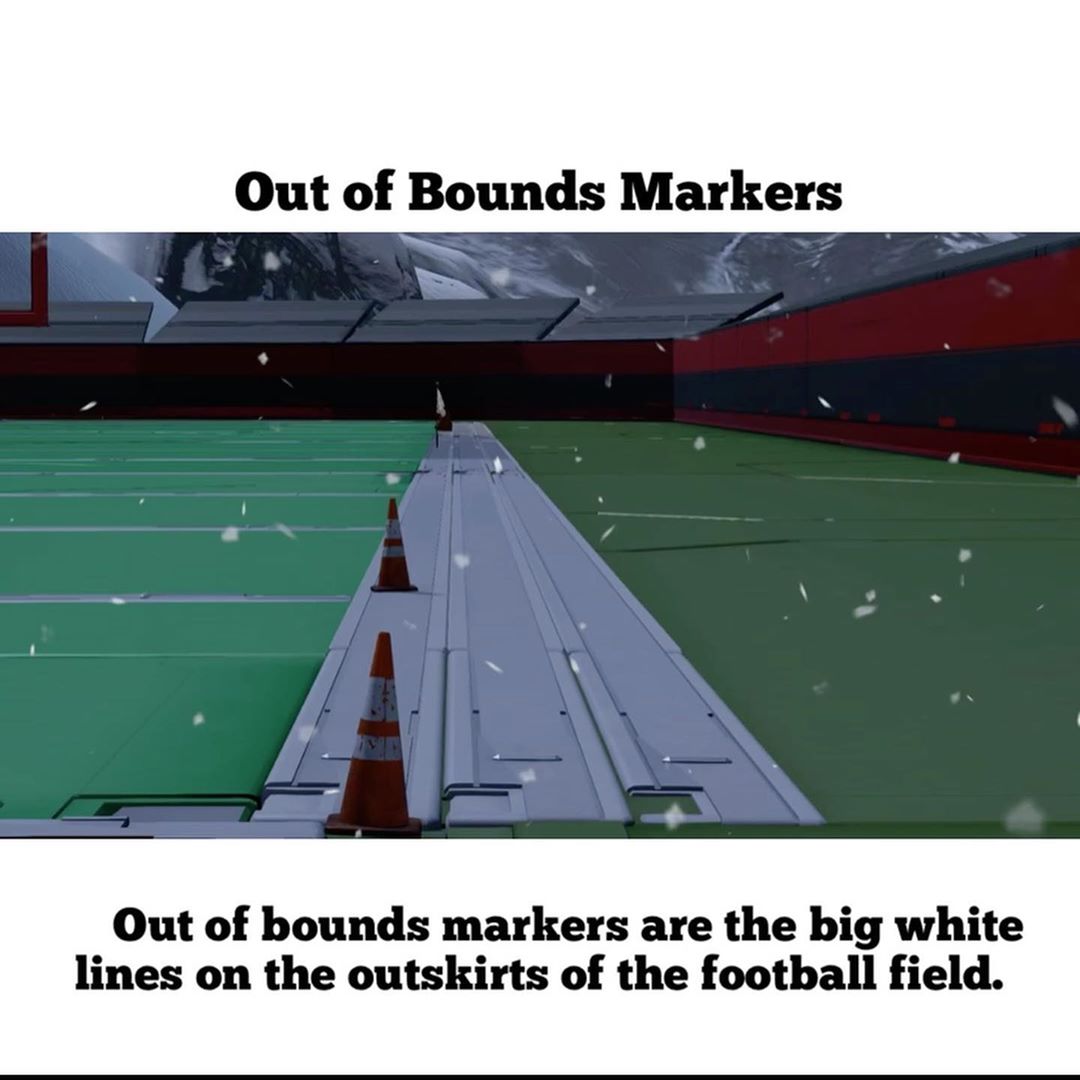 Out of Bounds Markers
Out of bounds markers are the big white
lines on the outskirts of the football field.